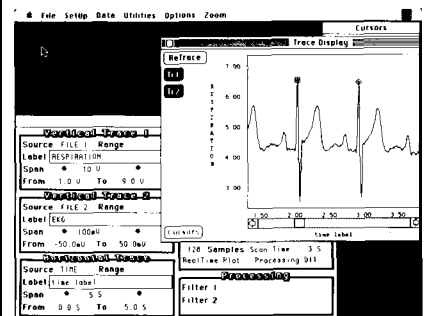 File SetUp Data Utilities Options Zoom
Cursors
Trace Display
ReTrace
Tr1
Tr2
RESPIRATION
7 00
6 00
5 00
4 00
3 00
1 50 2 00 2 50 3 00 3.50
time label
Cursors
Vertical Trace 1
Source FILE 1 Range
Label RESPIRATION
Span 10 U
From 1.0 U To 9 0 U
Vertical Trace 2
Source FILE 2 Range
Label EKG
Span 100mU
From -50.0mU To 50 0mU
Horizontal Trace
Source TIME Range
Label time label
Span 5 S
From 0.0 S To 5.0 S
128 Samples Scan Time 3 S
RealTime Plot Processing Off
Processing
Filter 1
Filter 2